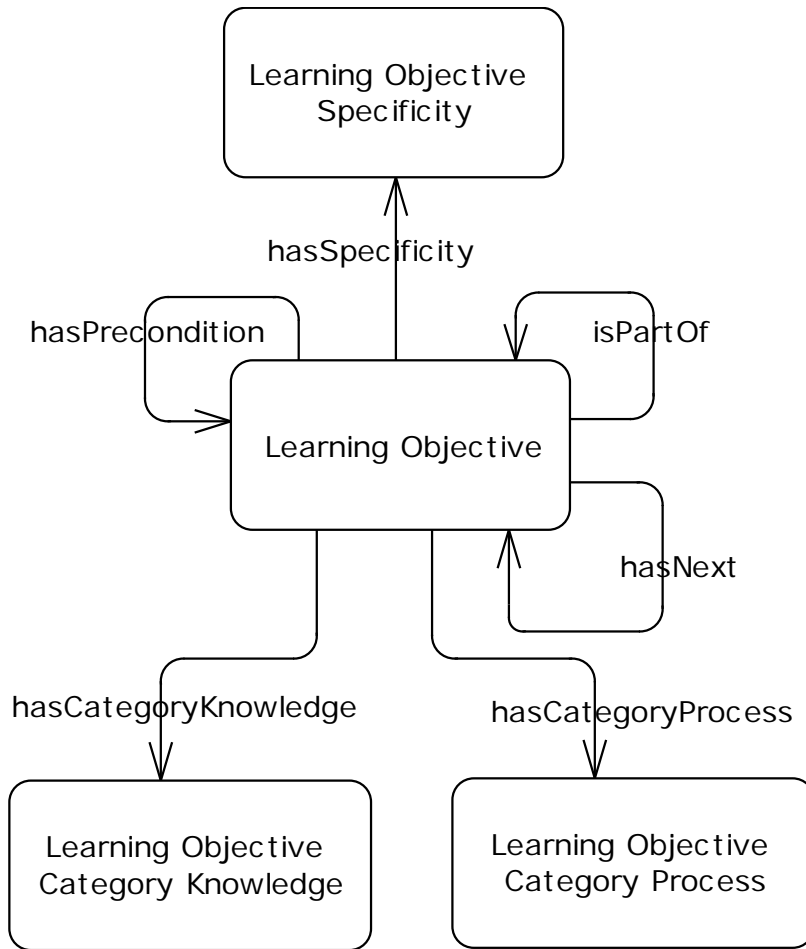 Learning Objective
Specificity
hasSpecificity
hasPrecondition
isPartOf
Learning Objective
hasNext
hasCategoryKnowledge
hasCategoryProcess
Learning Objective
Category Knowledge
Learning Objective
Category Process